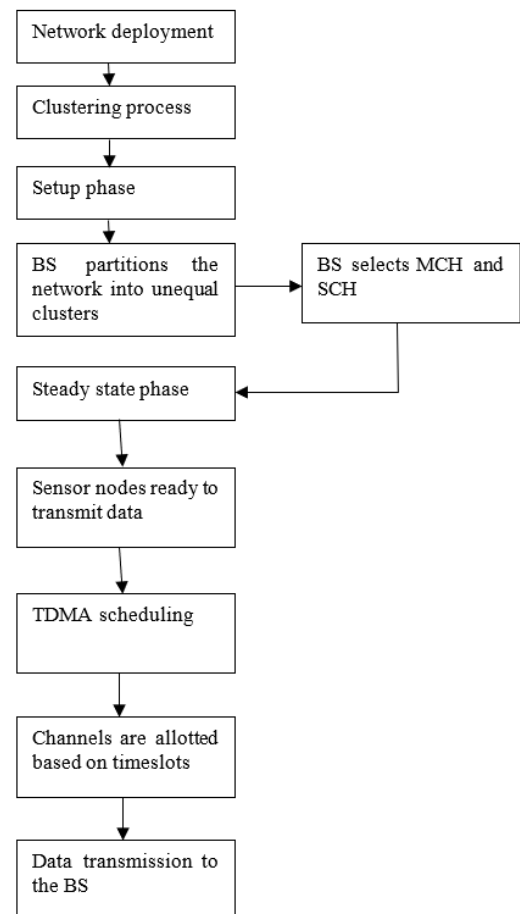 Network deployment
Clustering process
Setup phase
BS partitions the
network into unequal
clusters
BS selects MCH and
SCH
Steady state phase
Sensor nodes ready to
transmit data
TDMA scheduling
Channels are allotted
based on timeslots
Data transmission to
the BS